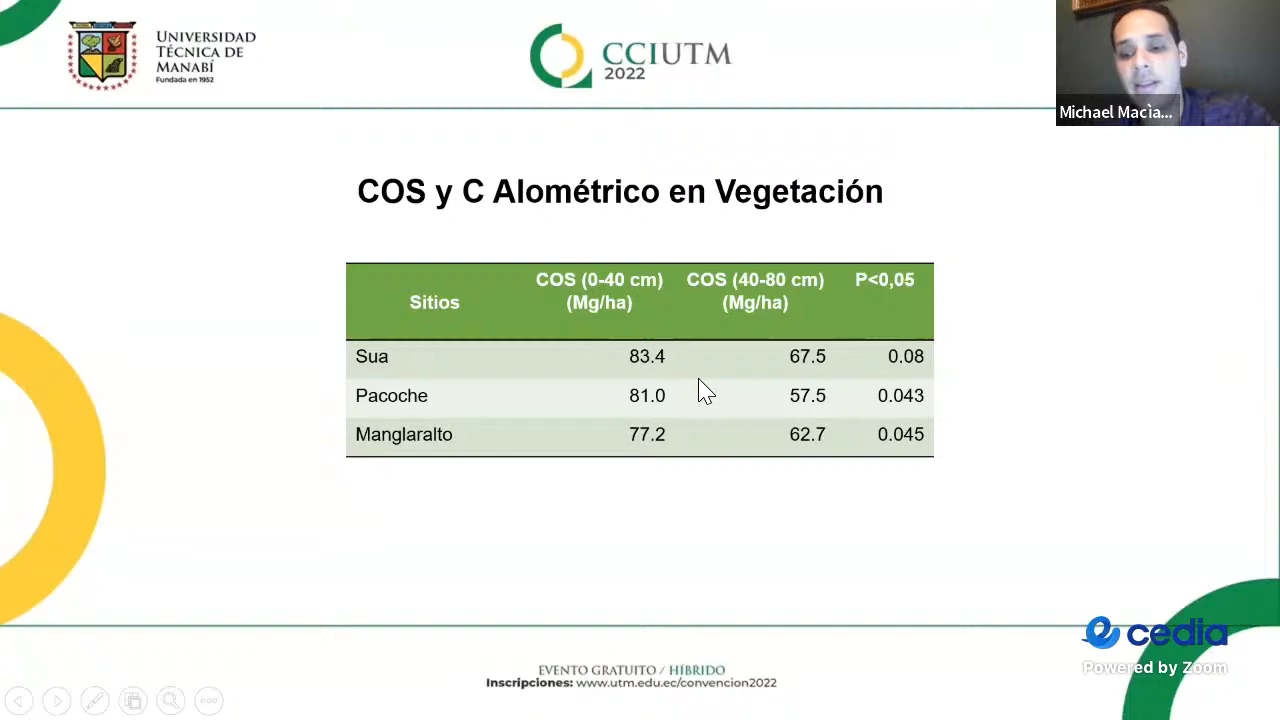 UNIVERSIDAD
TÉCNICA DE
MANABÍ
Fundada en 1952
CCIUTM
2022
Michael Macìa...
COS y C Alométrico en Vegetación
Sitios COS (0-40 cm) (Mg/ha) COS (40-80 cm) (Mg/ha) P<0,05
Sua 83.4 67.5 0.08
Pacoche 81.0 57.5 0.043
Manglaralto 77.2 62.7 0.045
cedia
Powered by Zoom
EVENTO GRATUITO / HÍBRIDO
Inscripciones: www.utm.edu.ec/convencion2022